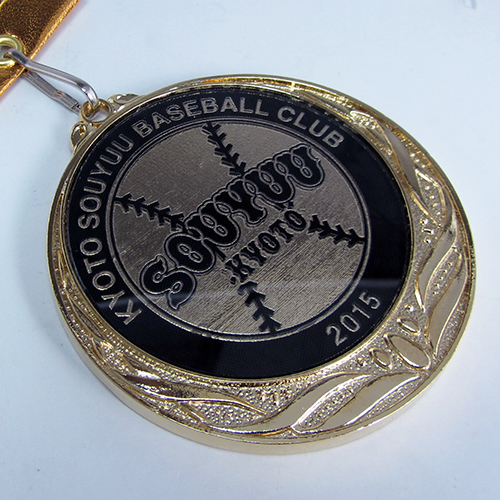 KYOTO SOUYUU BASEBALL CLUB
SOUYUU
·KYOTO·
2015